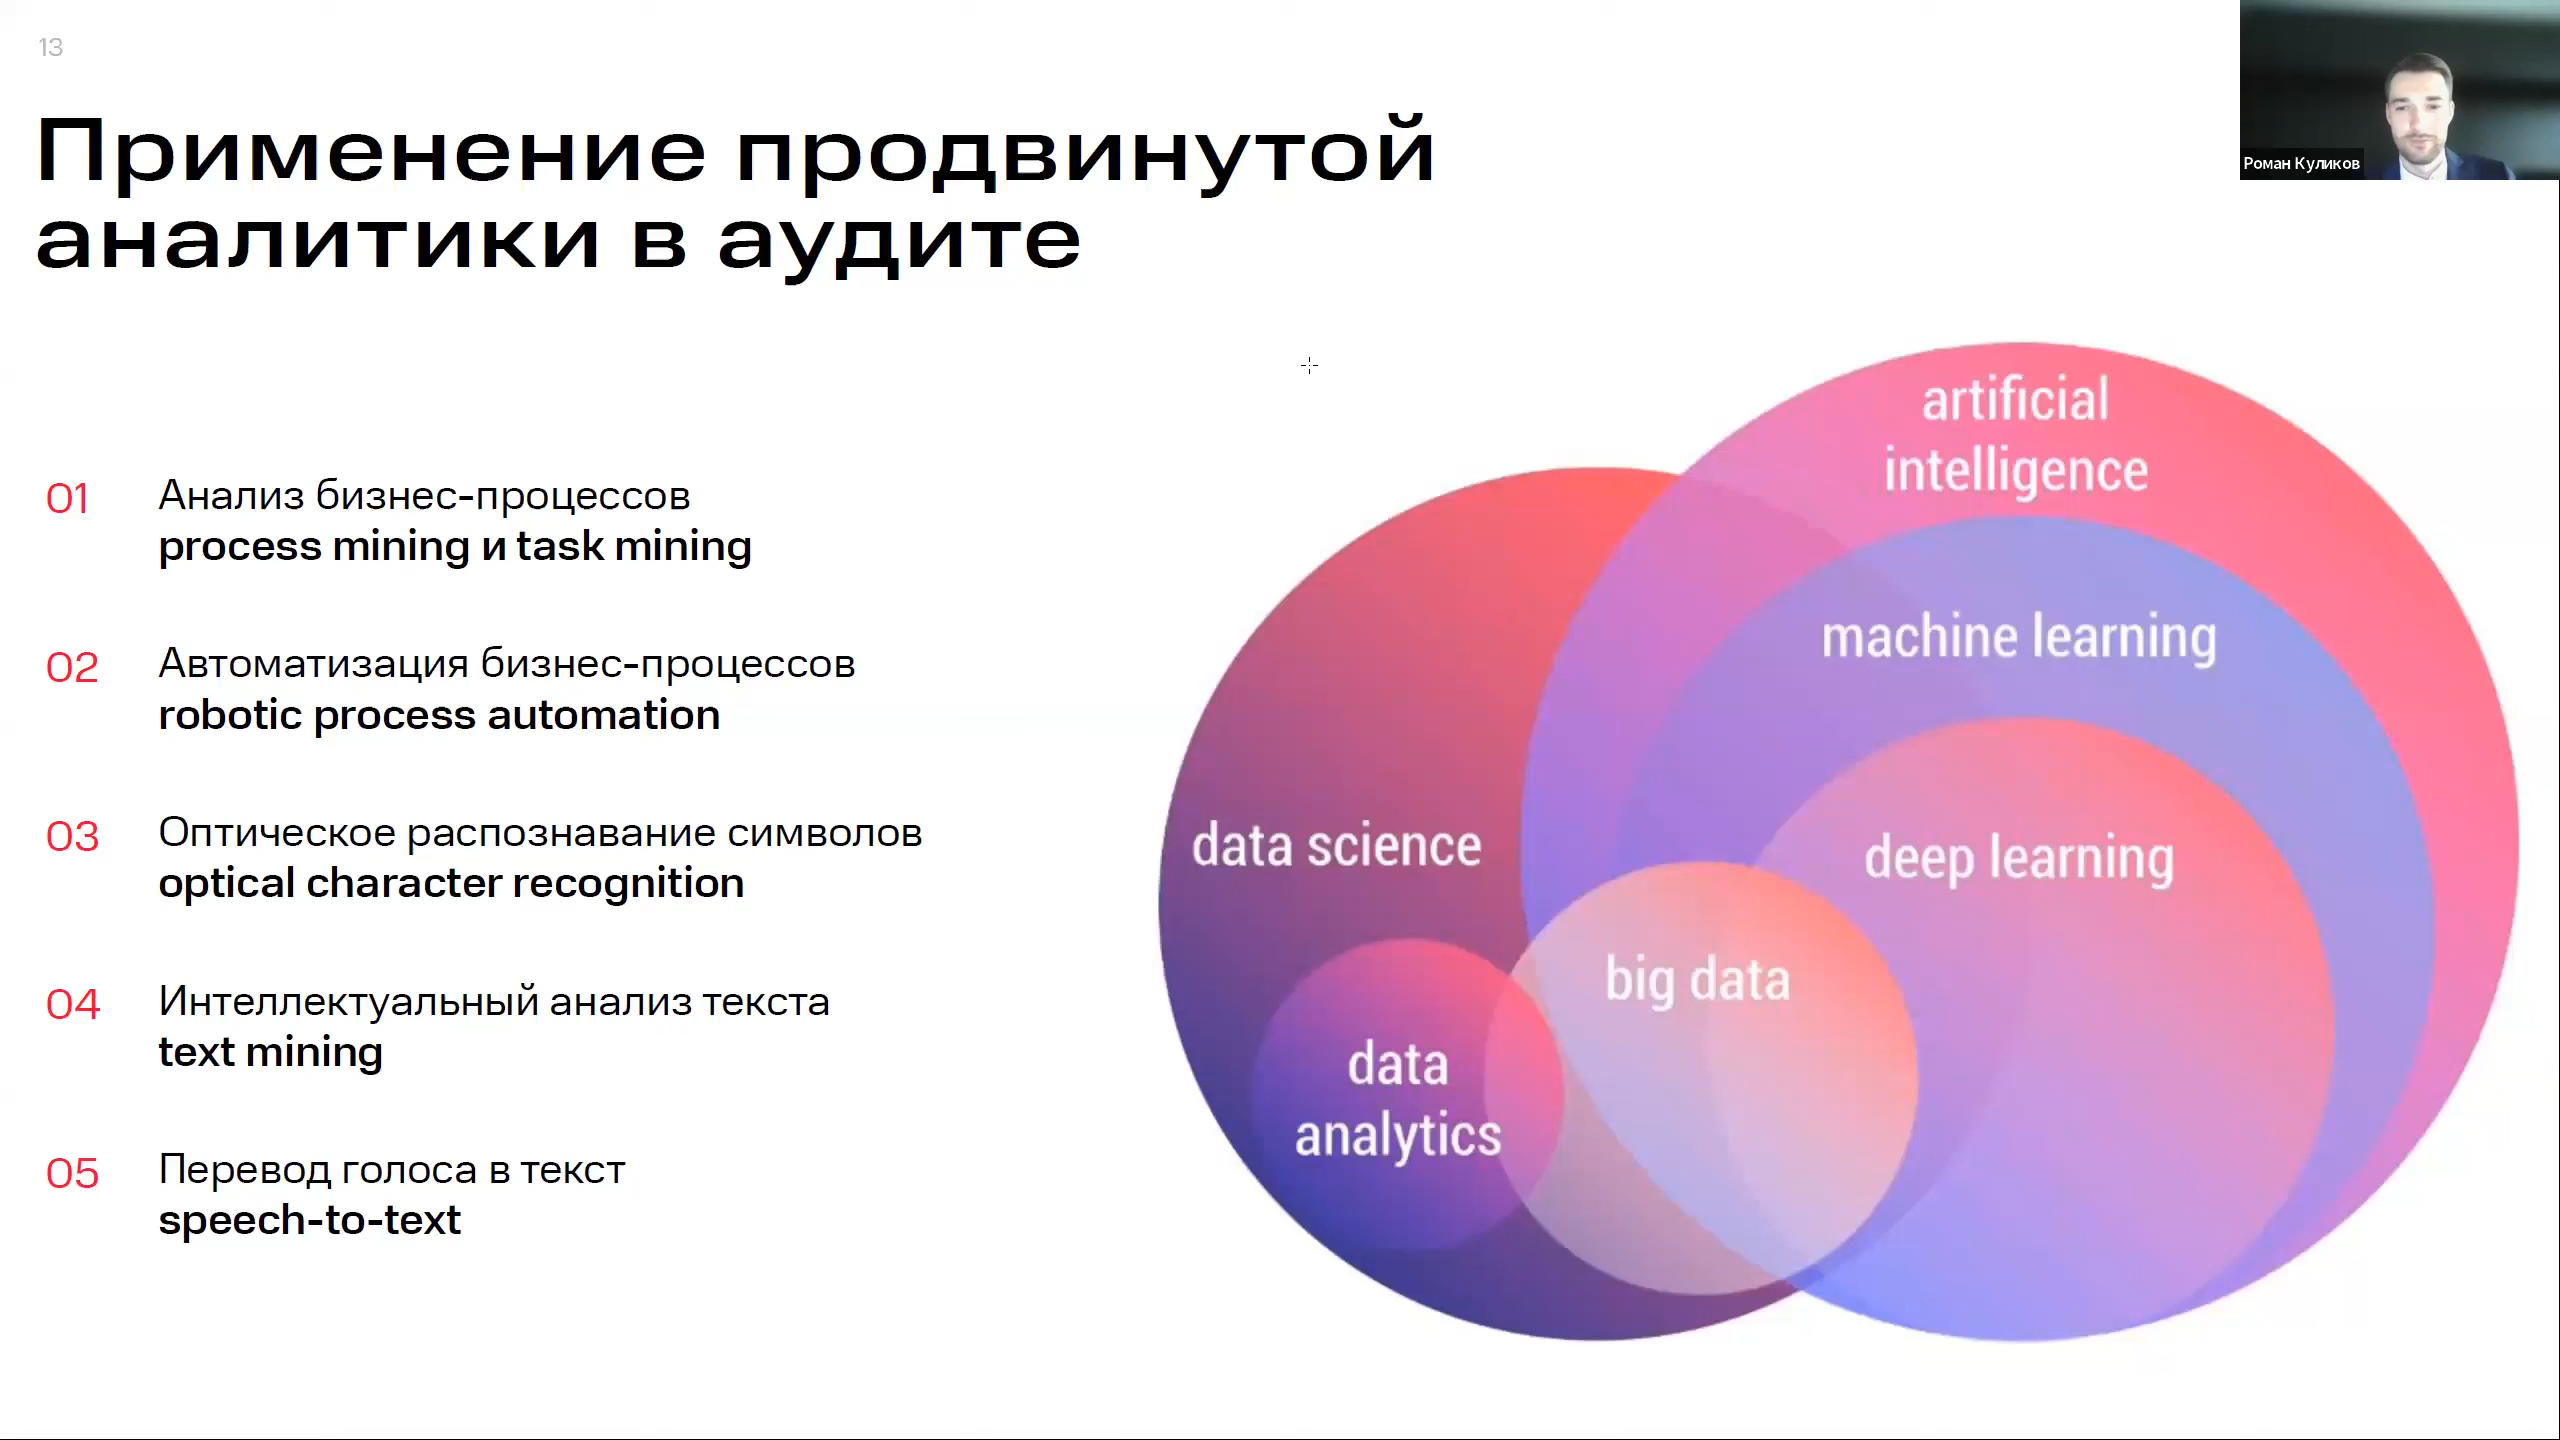 13
Роман Куликов
Применение продвинутой
аналитики в аудите
01
Анализ бизнес-процессов
process mining и task mining
02
Автоматизация бизнес-процессов
robotic process automation
03
Оптическое распознавание символов
optical character recognition
04
Интеллектуальный анализ текста
text mining
05
Перевод голоса в текст
speech-to-text
artificial
intelligence
machine learning
data science
deep learning
big data
data
analytics